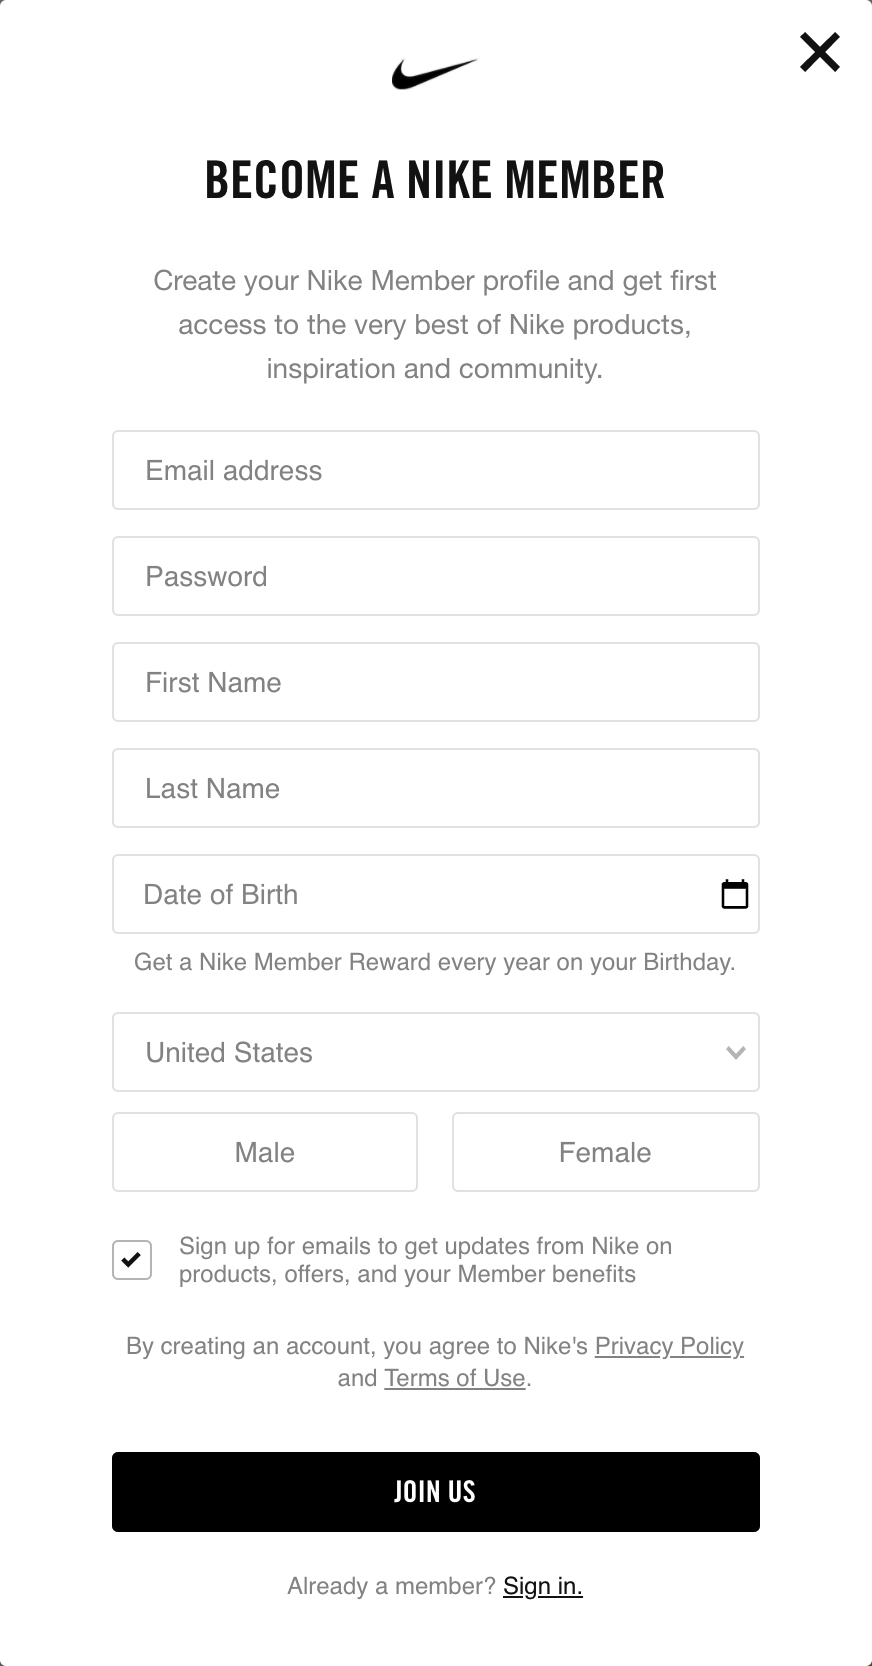 BECOME A NIKE MEMBER
Create your Nike Member profile and get first
access to the very best of Nike products,
inspiration and community.
Email address
Password
First Name
Last Name
Date of Birth
Get a Nike Member Reward every year on your Birthday.
United States
Male
Female
Sign up for emails to get updates from Nike on
products, offers, and your Member benefits
By creating an account, you agree to Nike's Privacy Policy
and Terms of Use.
JOIN US
Already a member? Sign in.